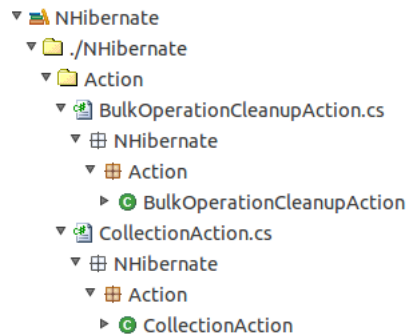 NHibernate
./NHibernate
Action
BulkOperationCleanupAction.cs
NHibernate
Action
BulkOperationCleanupAction
CollectionAction.cs
NHibernate
Action
CollectionAction